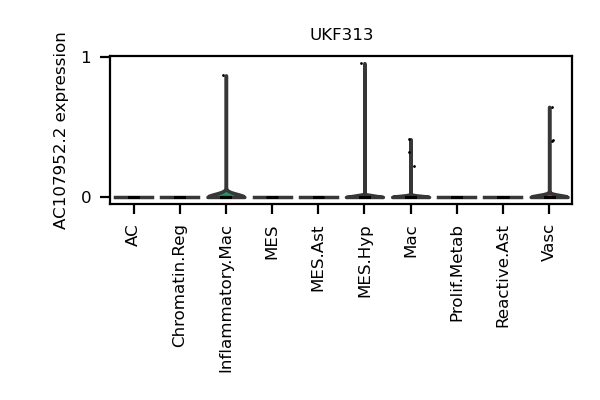 UKF313
AC107952.2 expression
1
0
AC
Chromatin.Reg
Inflammatory.Mac
MES
MES.Ast
MES.Hyp
Mac
Prolif.Metab
Reactive.Ast
Vasc